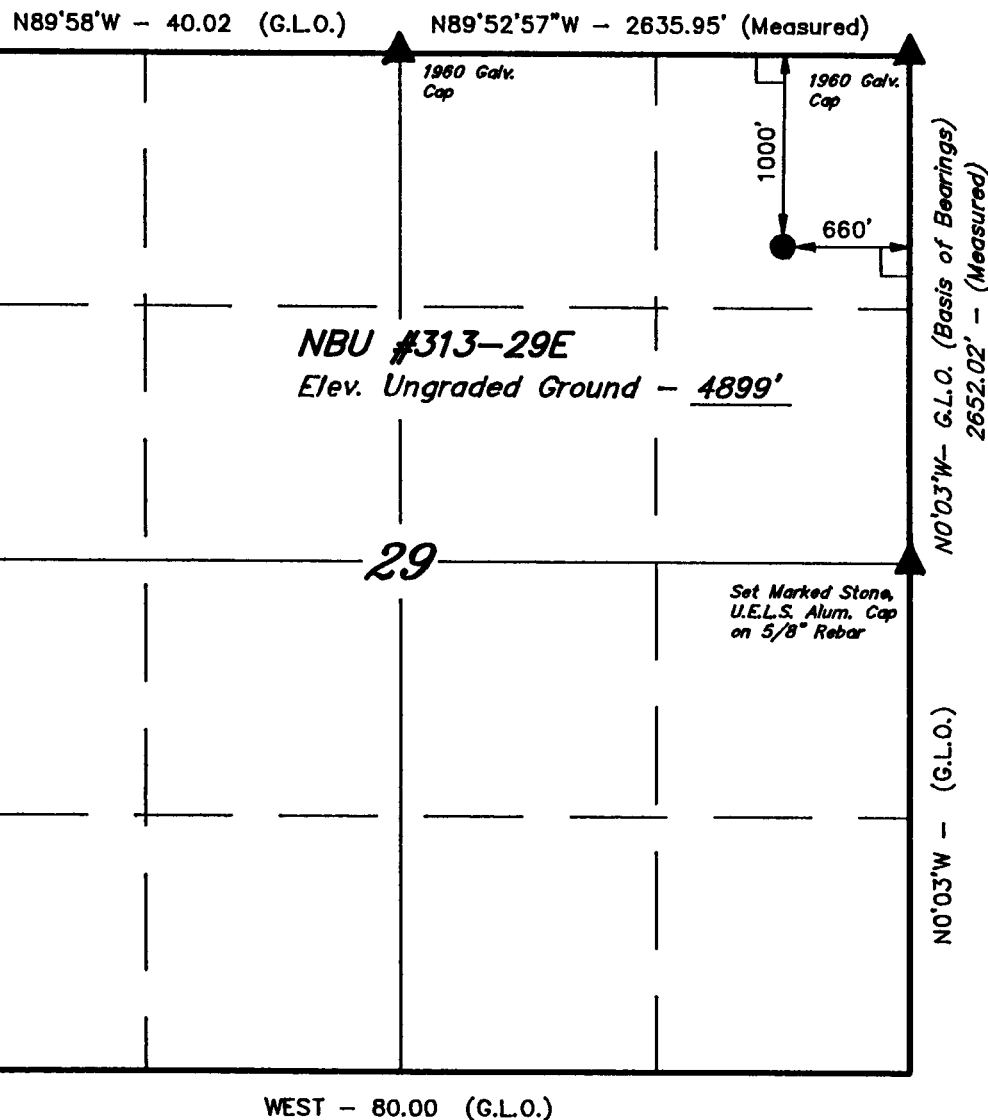 N89°58'W – 40.02 (G.L.O.)
N89°52'57"W – 2635.95' (Measured)
1960 Galv.
Cap
1960 Galv.
Cap
1000'
660'
N0°03'W– G.L.O. (Basis of Bearings)
2652.02' – (Measured)
NBU #313–29E
Elev. Ungraded Ground – 4899'
29
Set Marked Stone,
U.E.L.S. Alum. Cap
on 5/8" Rebar
N0°03'W – (G.L.O.)
WEST – 80.00 (G.L.O.)